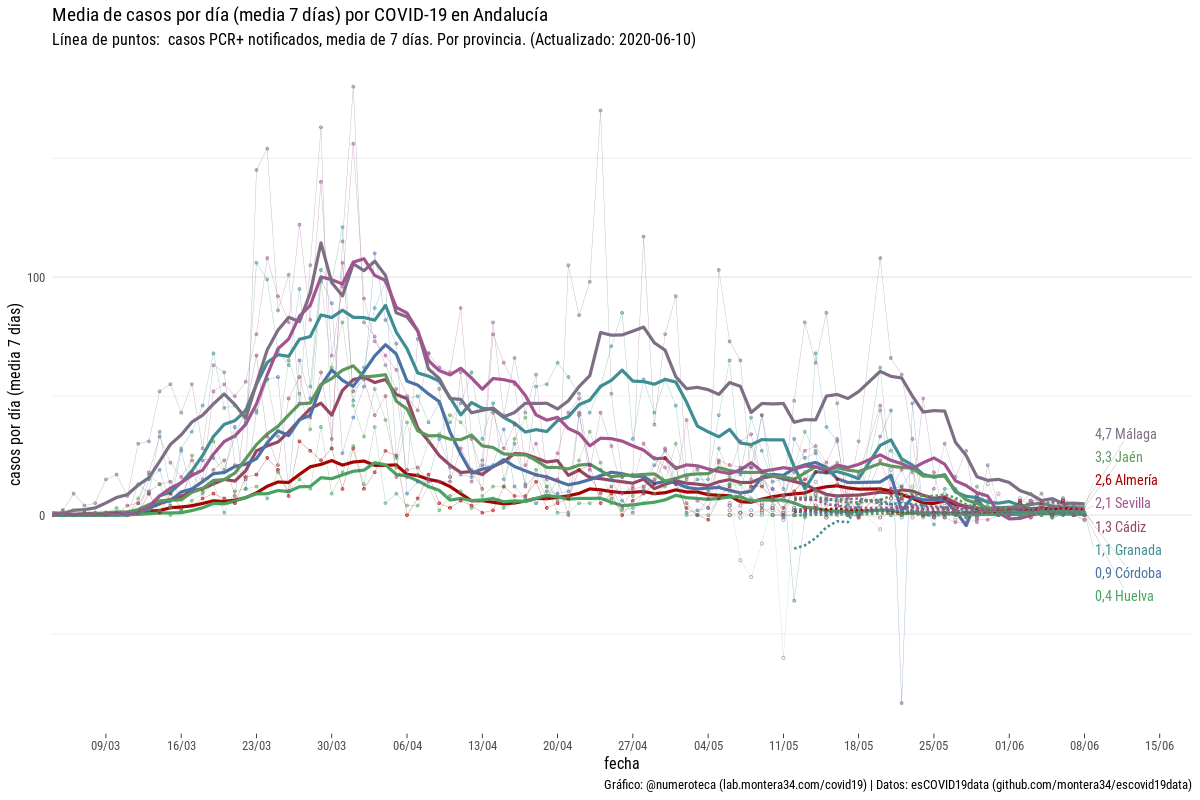 Media de casos por día (media 7 días) por COVID-19 en Andalucía
Línea de puntos:  casos PCR+ notificados, media de 7 días. Por provincia. (Actualizado: 2020-06-10)
casos por día (media 7 días)
100
0
4,7 Málaga
3,3 Jaén
2,6 Almería
2,1 Sevilla
1,3 Cádiz
1,1 Granada
0,9 Córdoba
0,4 Huelva
09/03 16/03 23/03 30/03 06/04 13/04 20/04 27/04 04/05 11/05 18/05 25/05 01/06 08/06 15/06
fecha
Gráfico: @numeroteca (lab.montera34.com/covid19) | Datos: esCOVID19data (github.com/montera34/escovid19data)